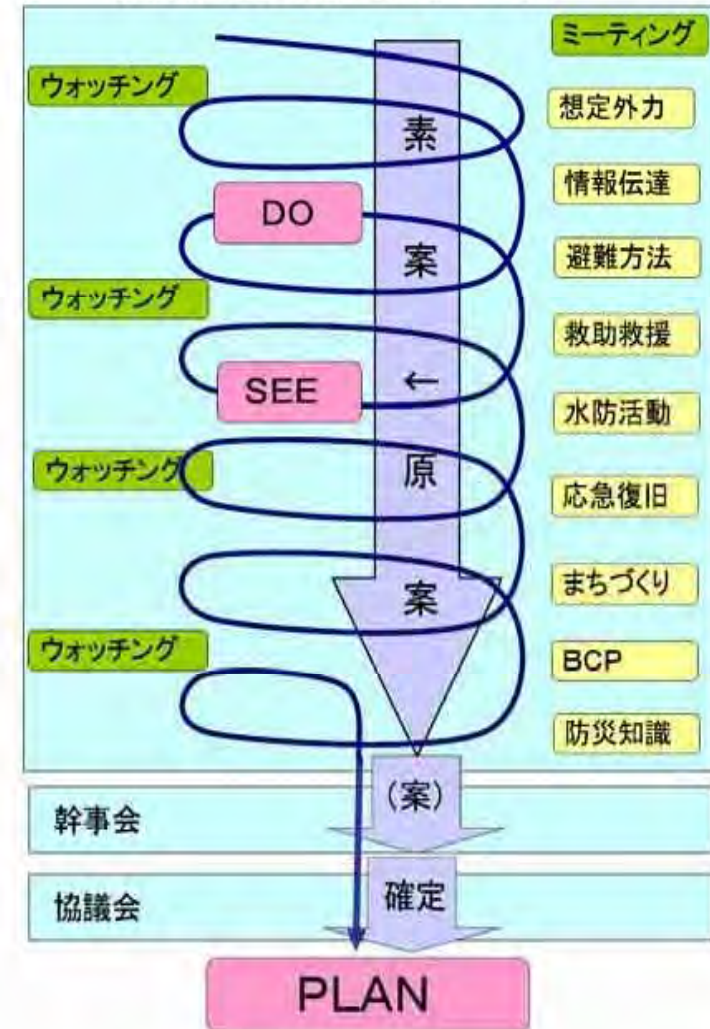 ミーティング
ウォッチング
想定外力
素
情報伝達
DO
案
避難方法
ウォッチング
救助救援
SEE
←
水防活動
ウォッチング
原
応急復旧
案
まちづくり
ウォッチング
BCP
防災知識
(案)
幹事会
協議会
確定
PLAN